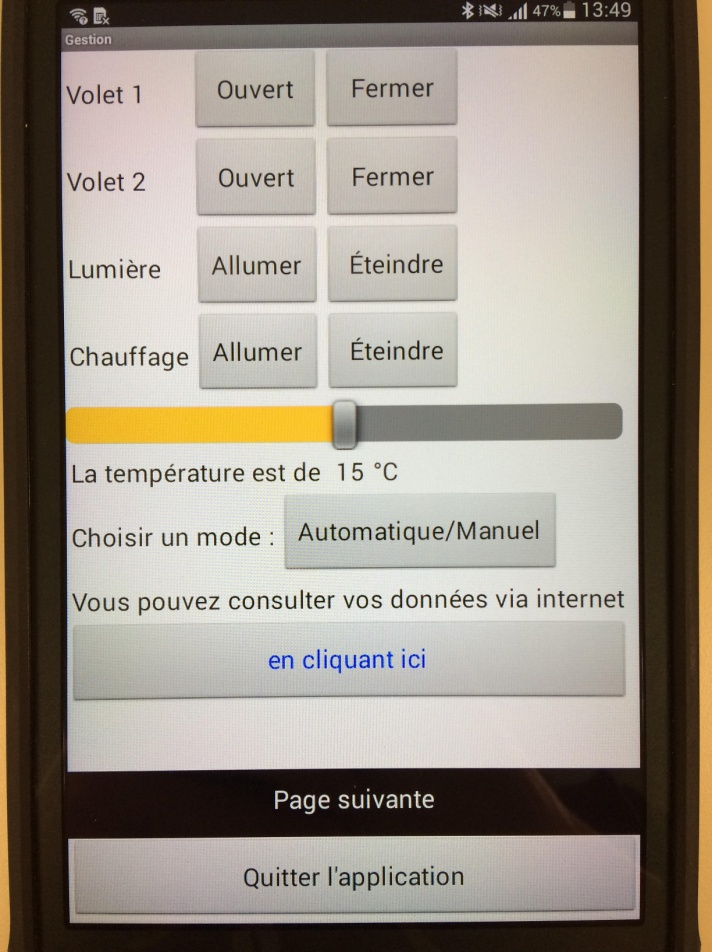 47% 13:49
Gestion
Volet 1 Ouvert Fermer
Volet 2 Ouvert Fermer
Lumière Allumer Éteindre
Chauffage Allumer Éteindre
La température est de 15 °C
Choisir un mode : Automatique/Manuel
Vous pouvez consulter vos données via internet
en cliquant ici
Page suivante
Quitter l'application